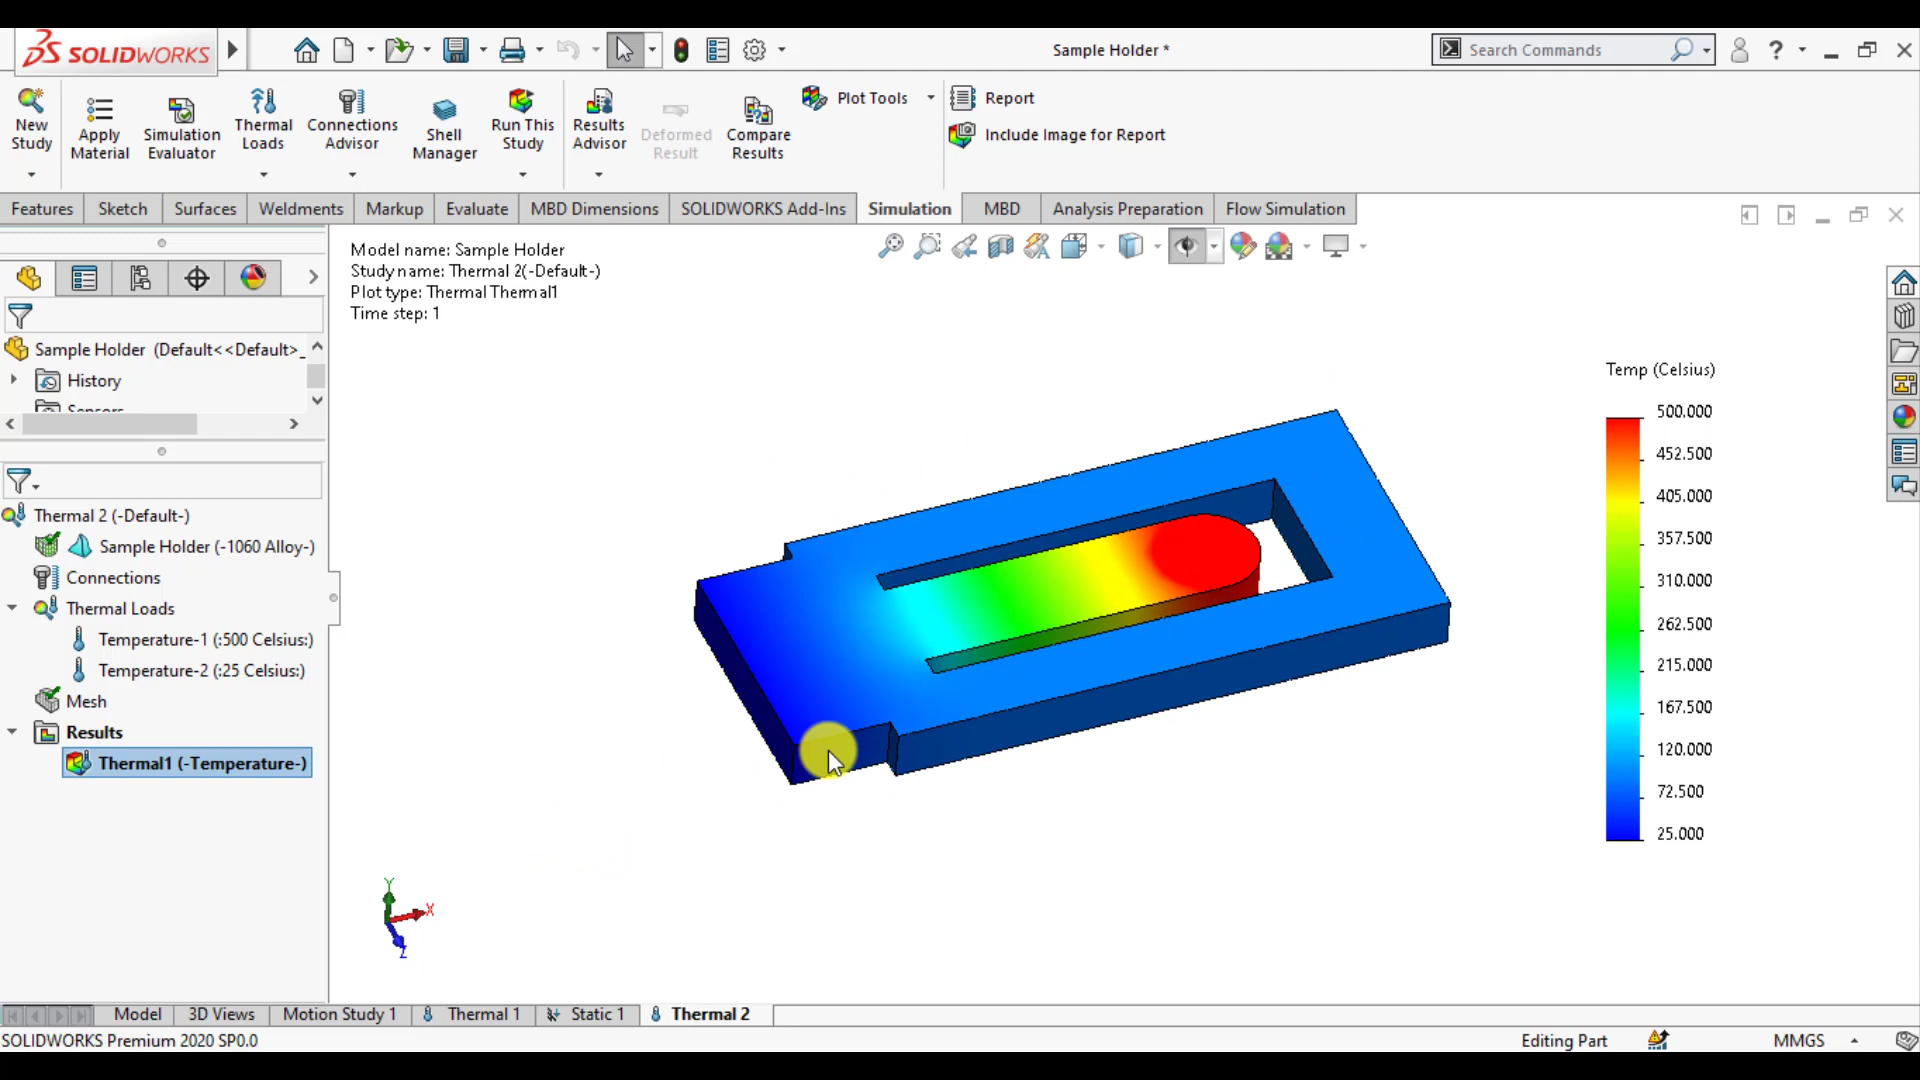 SOLIDWORKS
Sample Holder *
Search Commands
New Study
Apply Material
Simulation Evaluator
Thermal Loads
Connections Advisor
Shell Manager
Run This Study
Results Advisor
Deformed Result
Compare Results
Plot Tools
Report
Include Image for Report
Features
Sketch
Surfaces
Weldments
Markup
Evaluate
MBD Dimensions
SOLIDWORKS Add-Ins
Simulation
MBD
Analysis Preparation
Flow Simulation
Model name: Sample Holder
Study name: Thermal 2(-Default-)
Plot type: Thermal Thermal1
Time step: 1
Sample Holder (Default<<Default>_
History
Sensors
Thermal 2 (-Default-)
Sample Holder (-1060 Alloy-)
Connections
Thermal Loads
Temperature-1 (:500 Celsius:)
Temperature-2 (:25 Celsius:)
Mesh
Results
Thermal1 (-Temperature-)
Temp (Celsius)
500.000
452.500
405.000
357.500
310.000
262.500
215.000
167.500
120.000
72.500
25.000
Y
X
Z
Model
3D Views
Motion Study 1
Thermal 1
Static 1
Thermal 2
SOLIDWORKS Premium 2020 SP0.0
Editing Part
MMGS